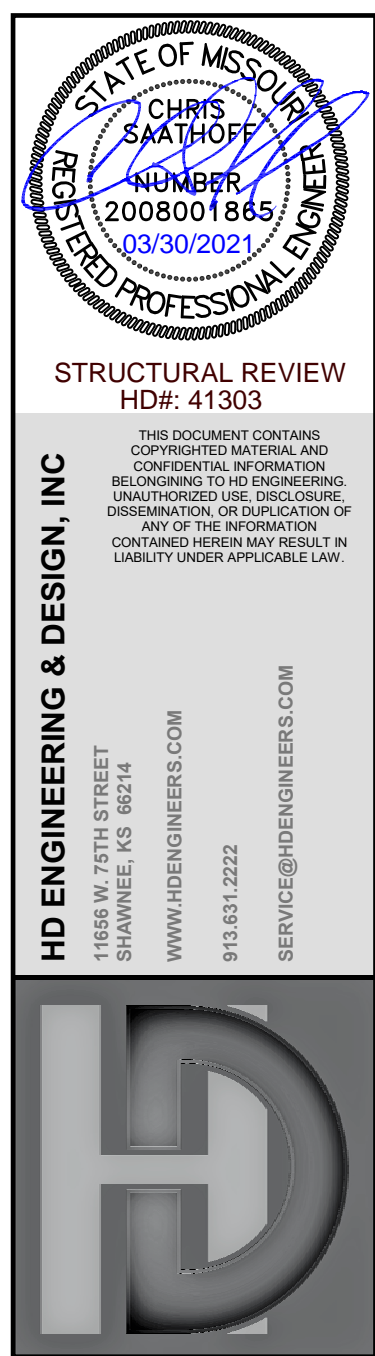 STATE OF MISSOURI
CHRIS
SAATHOFF
NUMBER
2008001865
03/30/2021
REGISTERED PROFESSIONAL ENGINEER
STRUCTURAL REVIEW
HD#: 41303
THIS DOCUMENT CONTAINS
COPYRIGHTED MATERIAL AND
CONFIDENTIAL INFORMATION
BELONGINING TO HD ENGINEERING.
UNAUTHORIZED USE, DISCLOSURE,
DISSEMINATION, OR DUPLICATION OF
ANY OF THE INFORMATION
CONTAINED HEREIN MAY RESULT IN
LIABILITY UNDER APPLICABLE LAW.
HD ENGINEERING & DESIGN, INC
11656 W. 75TH STREET
SHAWNEE, KS 66214
WWW.HDENGINEERS.COM
913.631.2222
SERVICE@HDENGINEERS.COM
HD